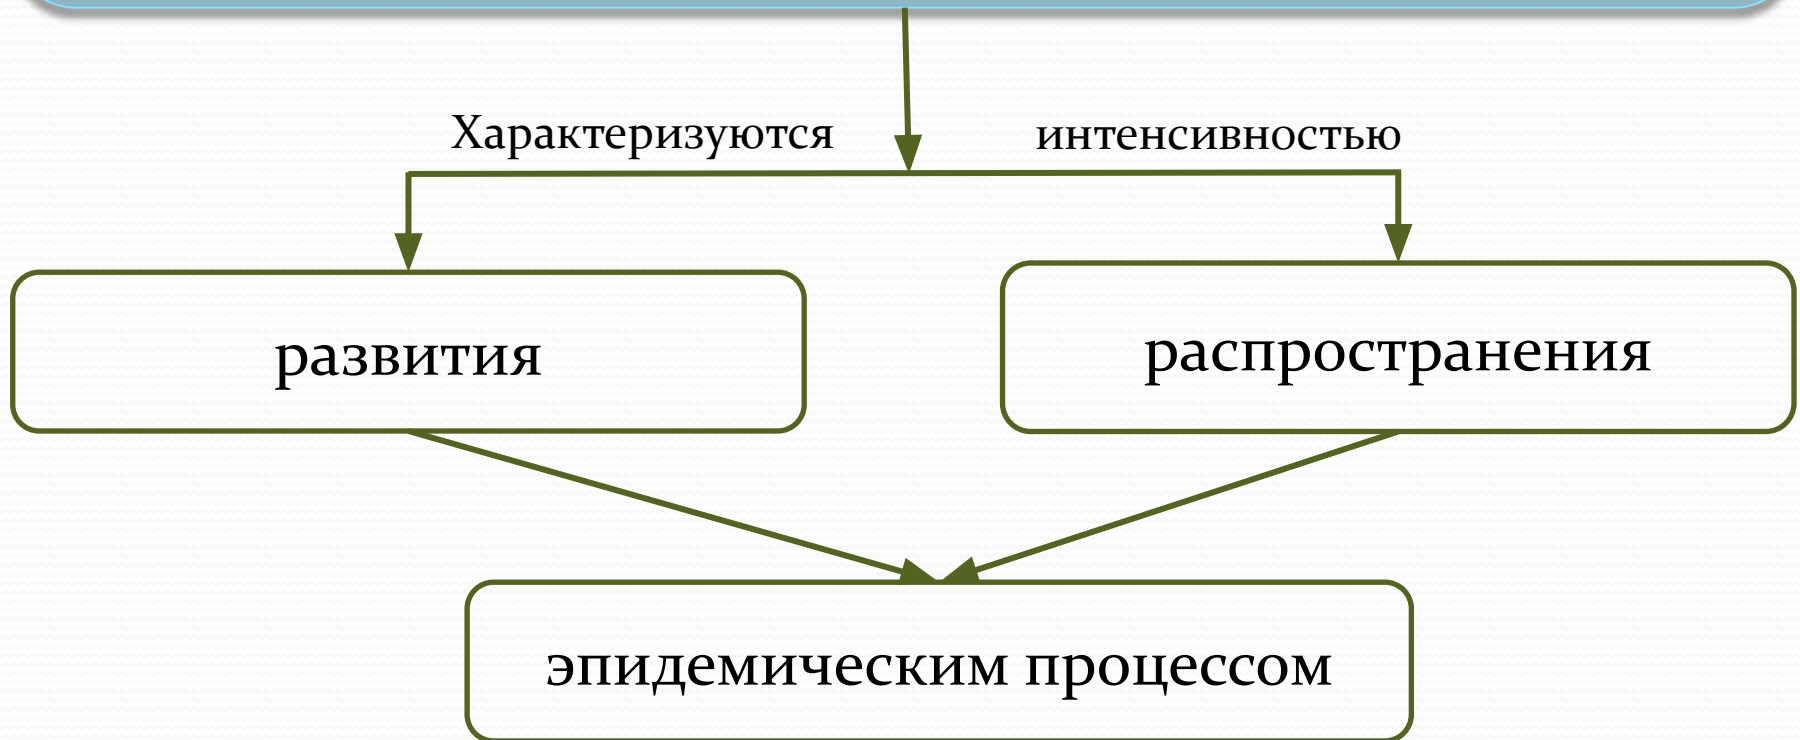 Характеризуются интенсивностью
развития
распространения
эпидемическим процессом